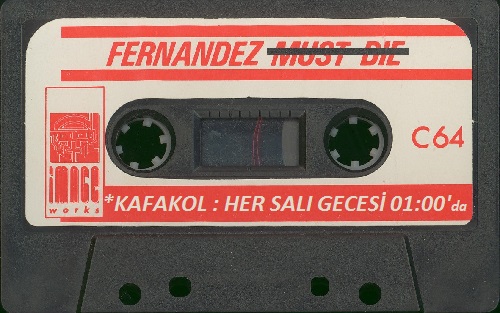 FERNANDEZ MUST DIE
C64
iMAGE
works
*KAFAKOL : HER SALI GECESİ 01:00'da